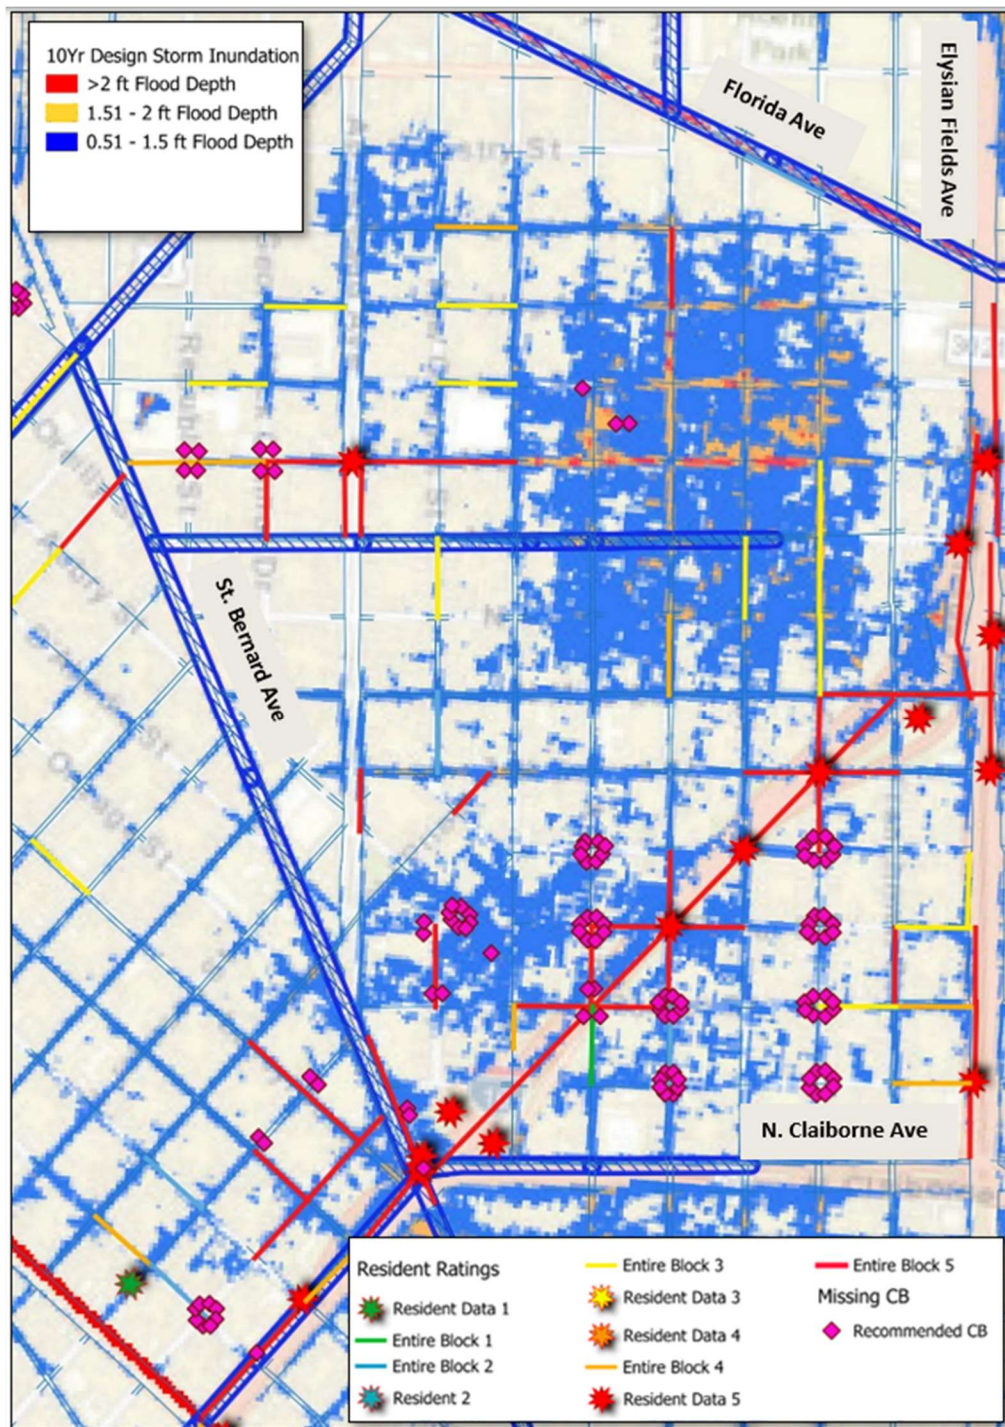 10Yr Design Storm Inundation
>2 ft Flood Depth
1.51 - 2 ft Flood Depth
0.51 - 1.5 ft Flood Depth
Florida Ave
Elysian Fields Ave
St. Bernard Ave
N. Claiborne Ave
Claiborne
Resident Ratings
Resident Data 1
Entire Block 1
Entire Block 2
Resident 2
Entire Block 3
Resident Data 3
Resident Data 4
Entire Block 4
Resident Data 5
Entire Block 5
Missing CB
Recommended CB